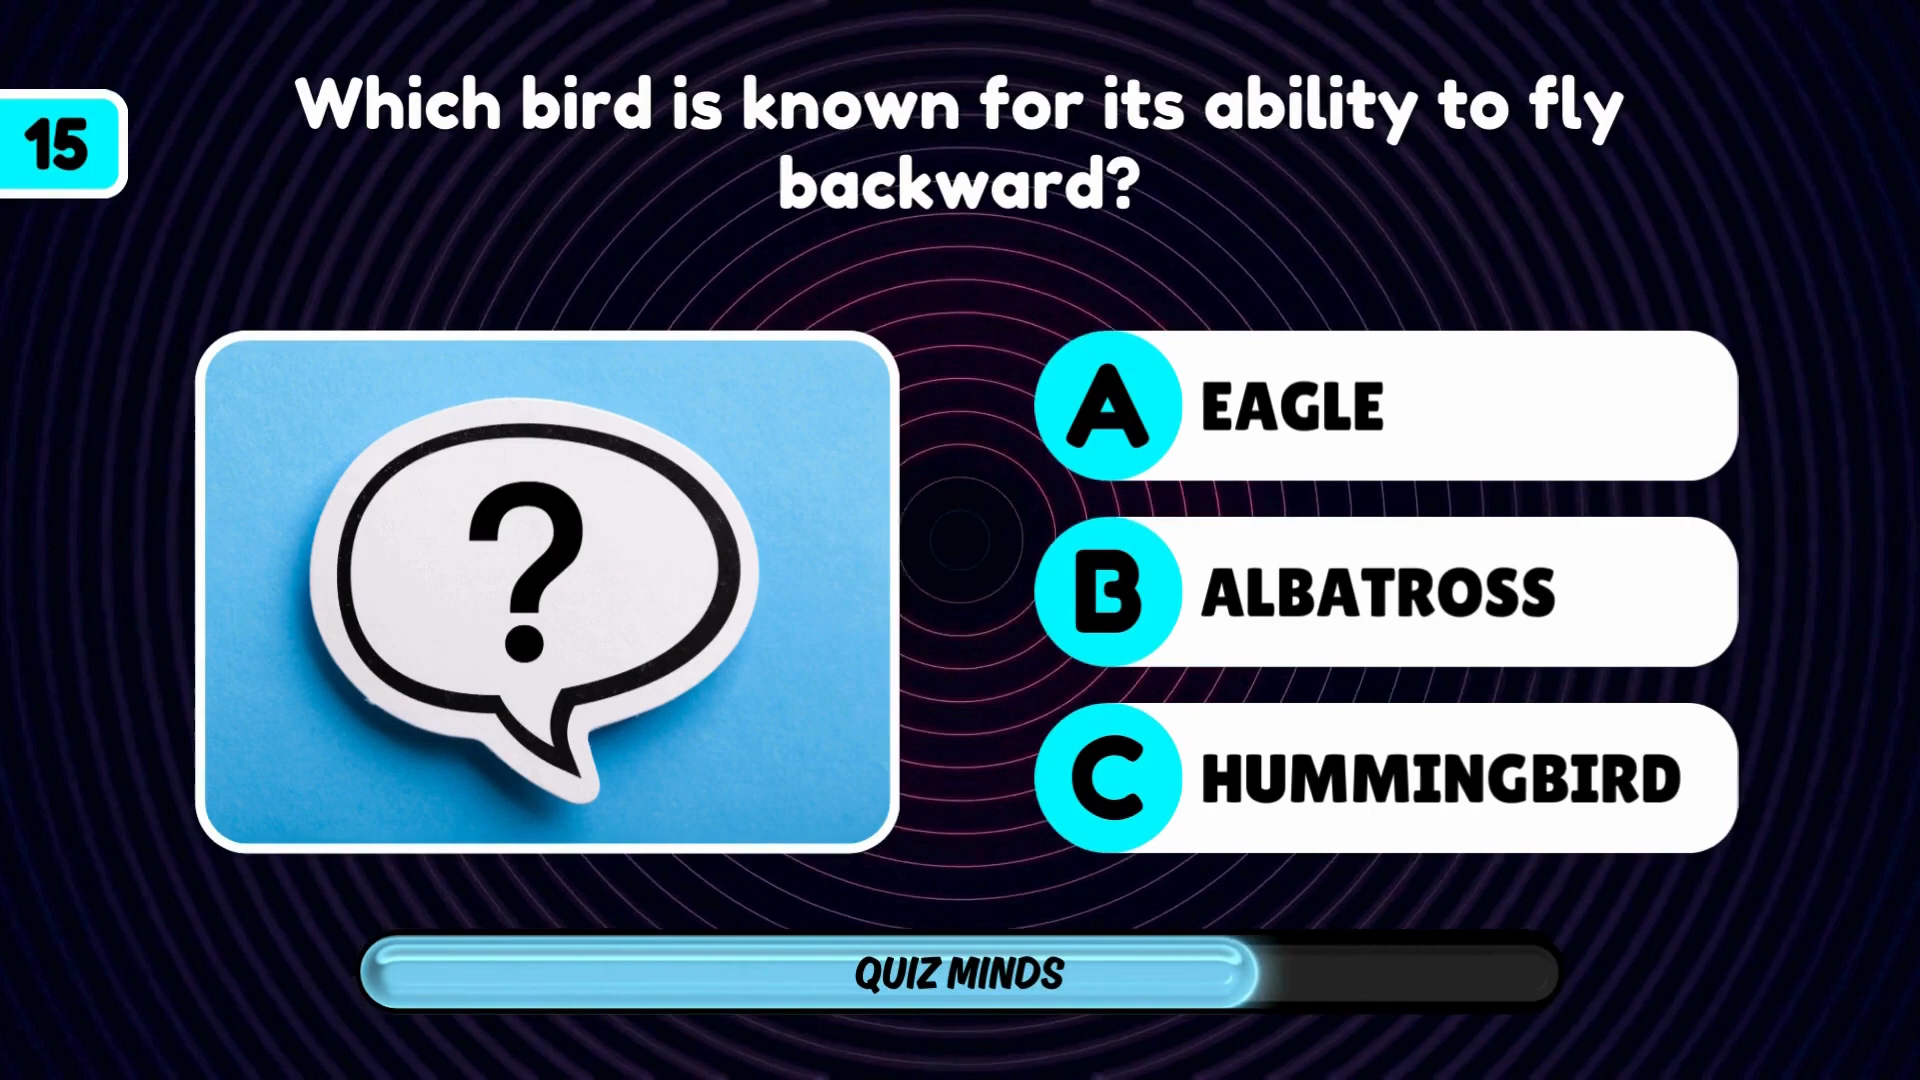 15
Which bird is known for its ability to fly
backward?
?
A EAGLE
B ALBATROSS
C HUMMINGBIRD
QUIZ MINDS